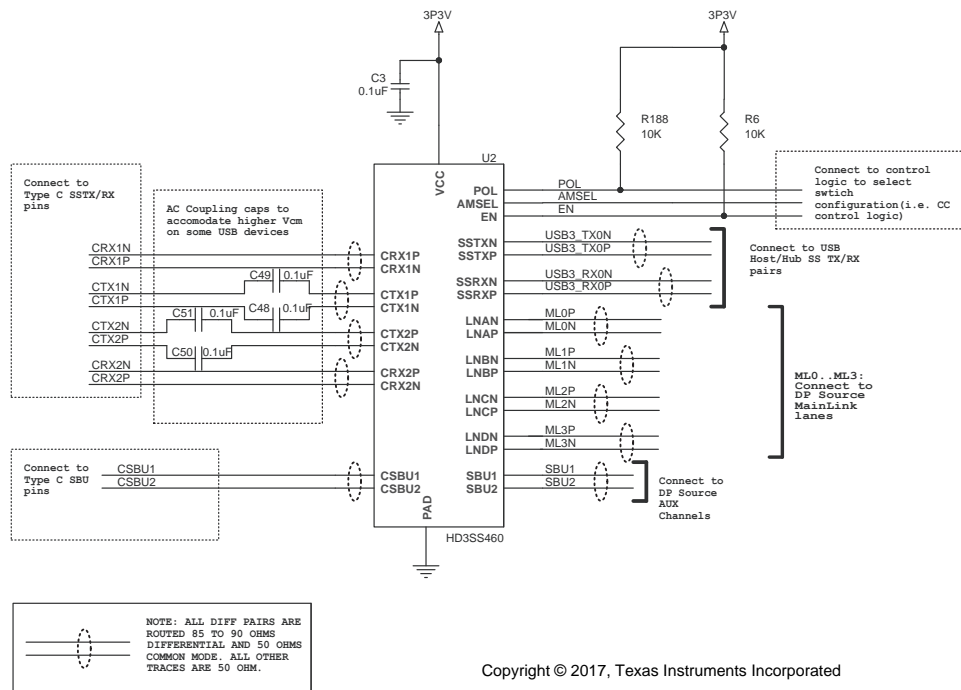 3P3V
3P3V
C3
0.1uF
R188
10K
R6
10K
U2
Connect to
Type C SSTX/RX
pins
AC Coupling caps to
accomodate higher Vcm
on some USB devices
Connect to control
logic to select
swtich
configuration(i.e. CC
control logic)
VCC
POL
AMSEL
EN
POL
AMSEL
EN
CRX1N
CRX1P
CRX1P
CRX1N
SSTXN
SSTXP
USB3_TX0N
USB3_TX0P
Connect to USB
Host/Hub SS TX/RX
pairs
C49
0.1uF
CTX1N
CTX1P
CTX1P
CTX1N
SSRXN
SSRXP
USB3_RX0N
USB3_RX0P
C51
0.1uF
C48
0.1uF
CTX2N
CTX2P
CTX2P
CTX2N
LNAN
LNAP
ML0P
ML0N
C50
0.1uF
CRX2N
CRX2P
CRX2P
CRX2N
LNBN
LNBP
ML1P
ML1N
LNCN
LNCP
ML2P
ML2N
ML0..ML3:
Connect to
DP Source
MainLink
lanes
LNDN
LNDP
ML3P
ML3N
Connect to
Type C SBU
pins
CSBU1
CSBU2
CSBU1
CSBU2
SBU1
SBU2
SBU1
SBU2
Connect to
DP Source
AUX
Channels
PAD
HD3SS460
NOTE: ALL DIFF PAIRS ARE
ROUTED 85 TO 90 OHMS
DIFFERENTIAL AND 50 OHMS
COMMON MODE. ALL OTHER
TRACES ARE 50 OHM.
Copyright © 2017, Texas Instruments Incorporated